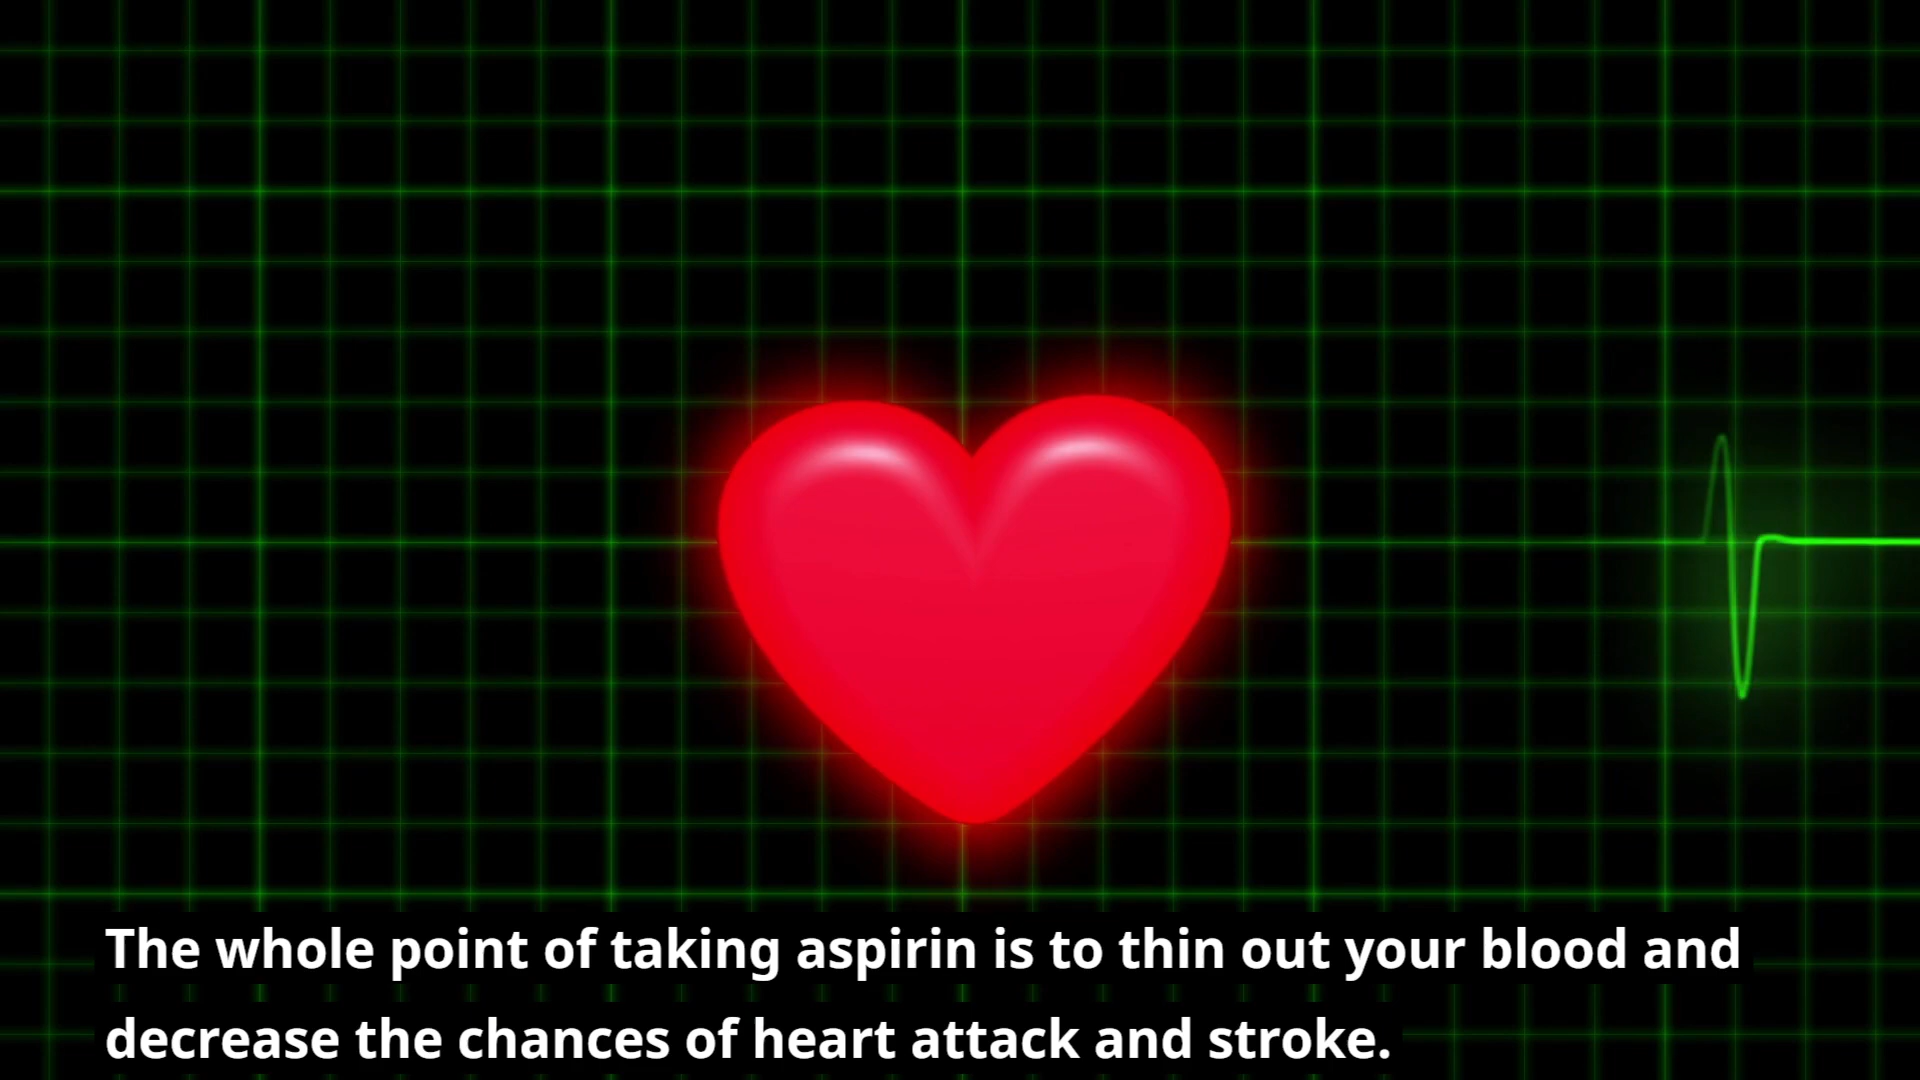 The whole point of taking aspirin is to thin out your blood and
decrease the chances of heart attack and stroke.